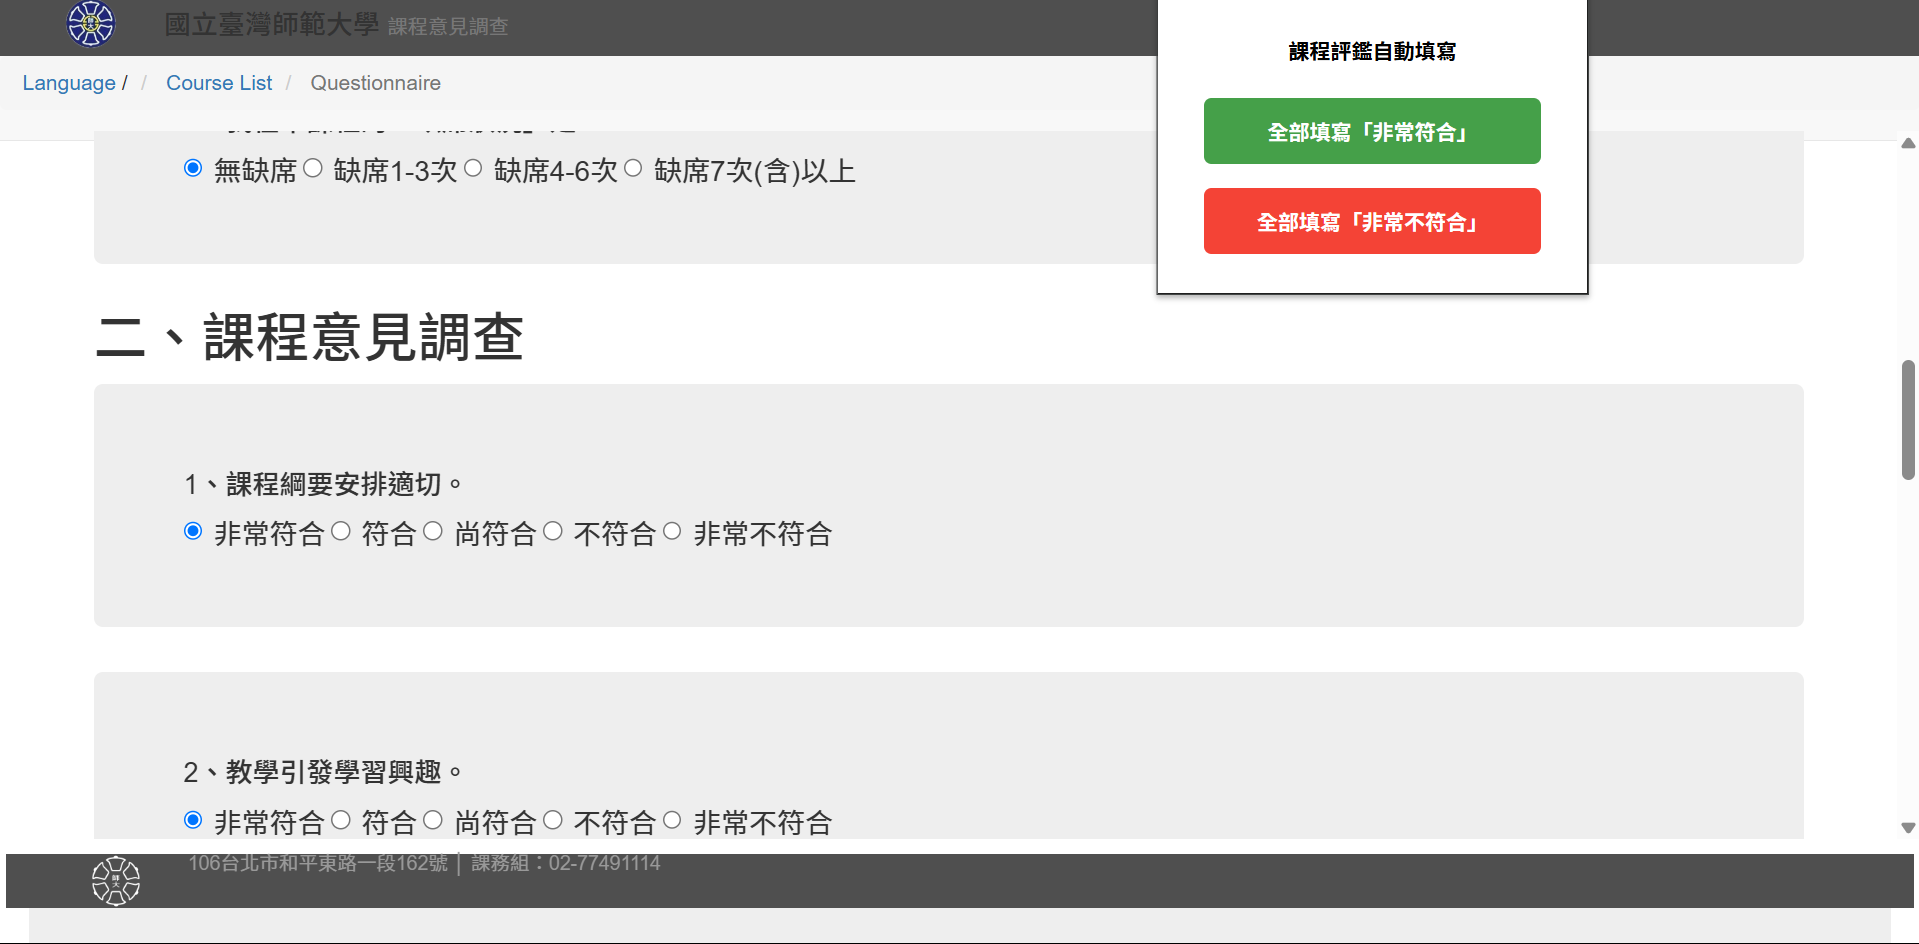 國立臺灣師範大學 課程意見調查
Language / / Course List / Questionnaire
課程評鑑自動填寫
全部填寫「非常符合」
全部填寫「非常不符合」
無缺席 缺席1-3次 缺席4-6次 缺席7次(含)以上
二、課程意見調查
1、課程綱要安排適切。
非常符合 符合 尚符合 不符合 非常不符合
2、教學引發學習興趣。
非常符合 符合 尚符合 不符合 非常不符合
106台北市和平東路一段162號 | 課務組：02-77491114